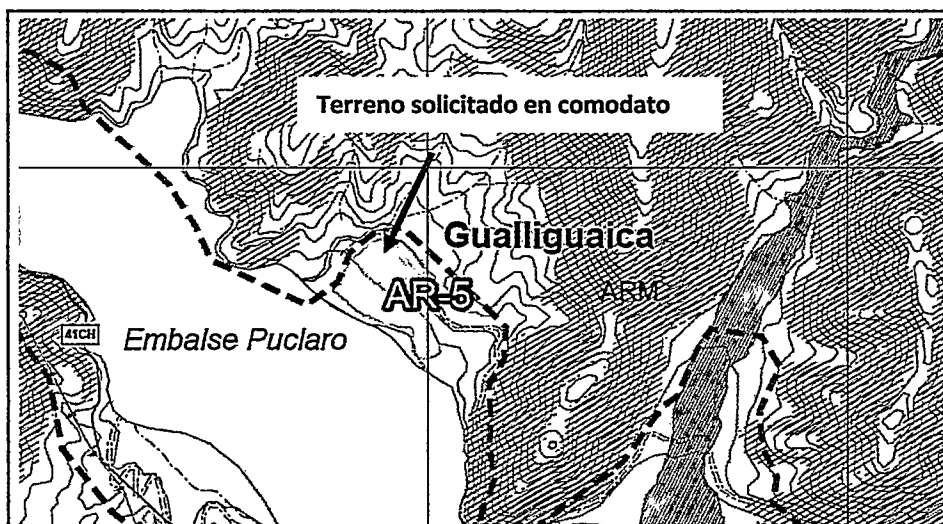 Terreno solicitado en comodato
Gualliguaica
AR-5
ARM
41CH
Embalse Puclaro